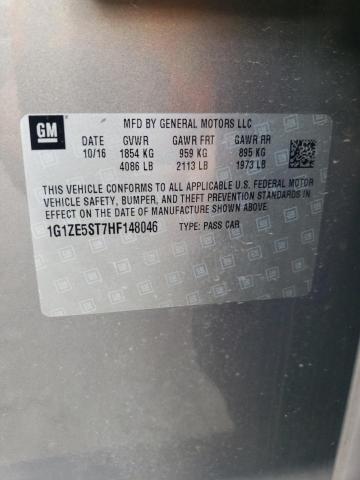 GM
MFD BY GENERAL MOTORS LLC
DATE GVWR GAWR FRT GAWR RR
10/16 1854 KG 959 KG 895 KG
4086 LB 2113 LB 1973 LB
THIS VEHICLE CONFORMS TO ALL APPLICABLE U.S. FEDERAL MOTOR
VEHICLE SAFETY, BUMPER, AND THEFT PREVENTION STANDARDS IN
EFFECT ON THE DATE OF MANUFACTURE SHOWN ABOVE.
1G1ZE5ST7HF148046 TYPE: PASS CAR